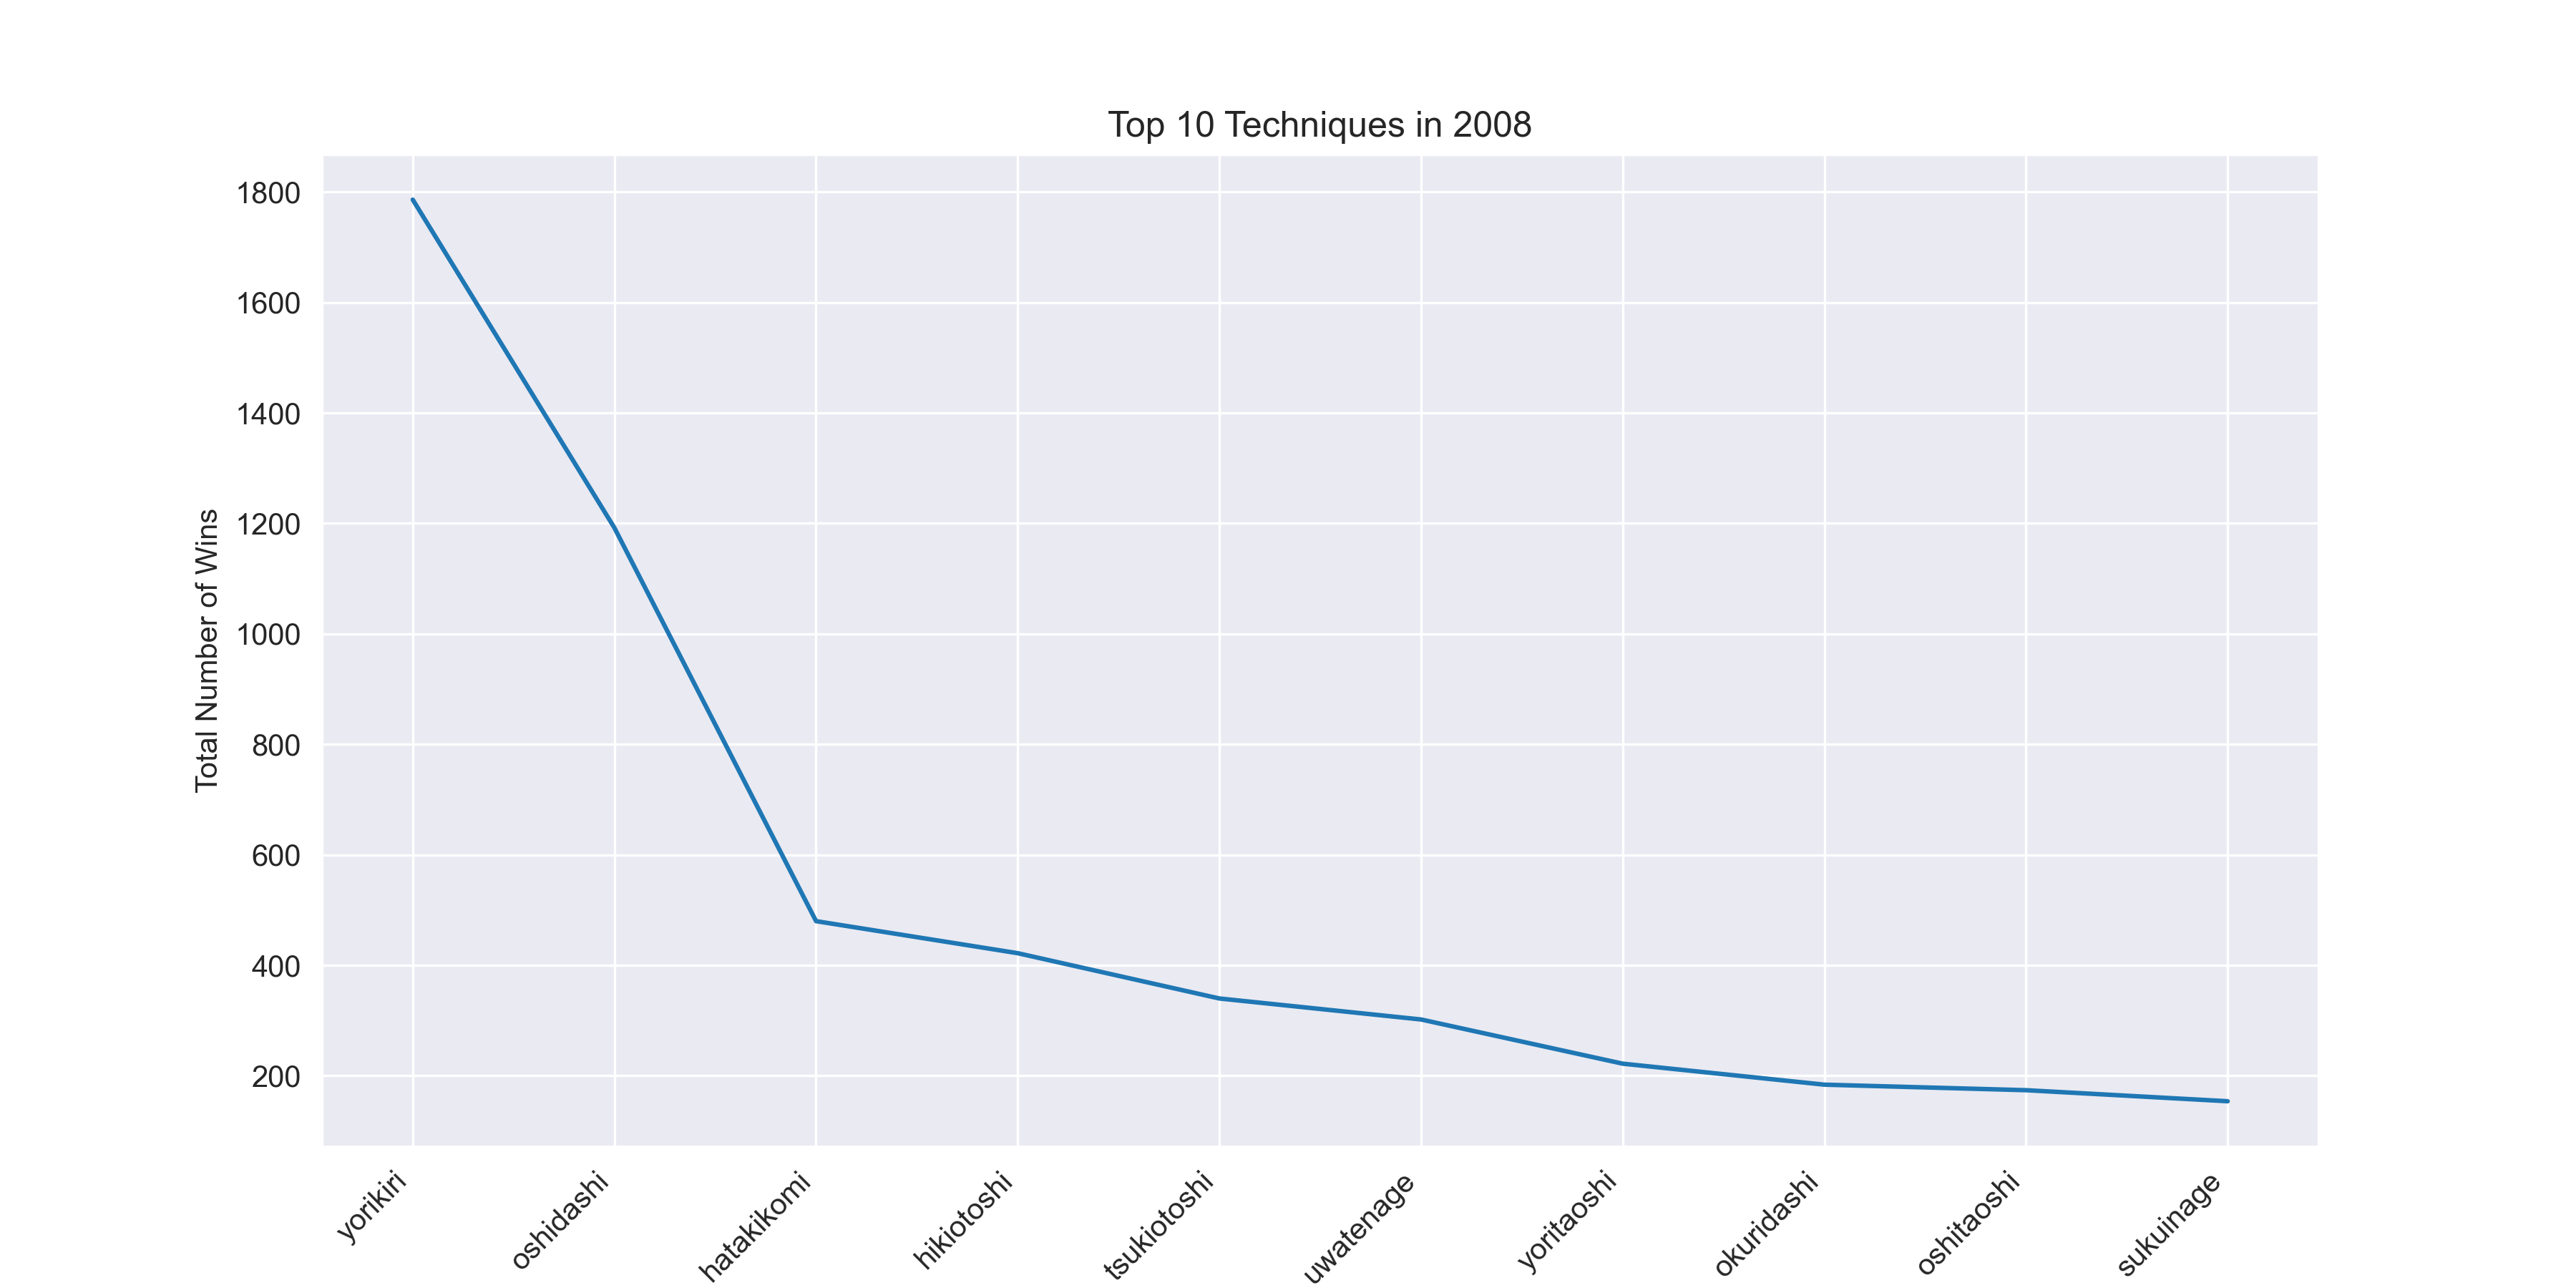 Top 10 Techniques in 2008
Total Number of Wins
1800
1600
1400
1200
1000
800
600
400
200
yorikiri
oshidashi
hatakikomi
hikiotoshi
tsukiotoshi
uwatenage
yoritaoshi
okuridashi
oshitaoshi
sukuinage